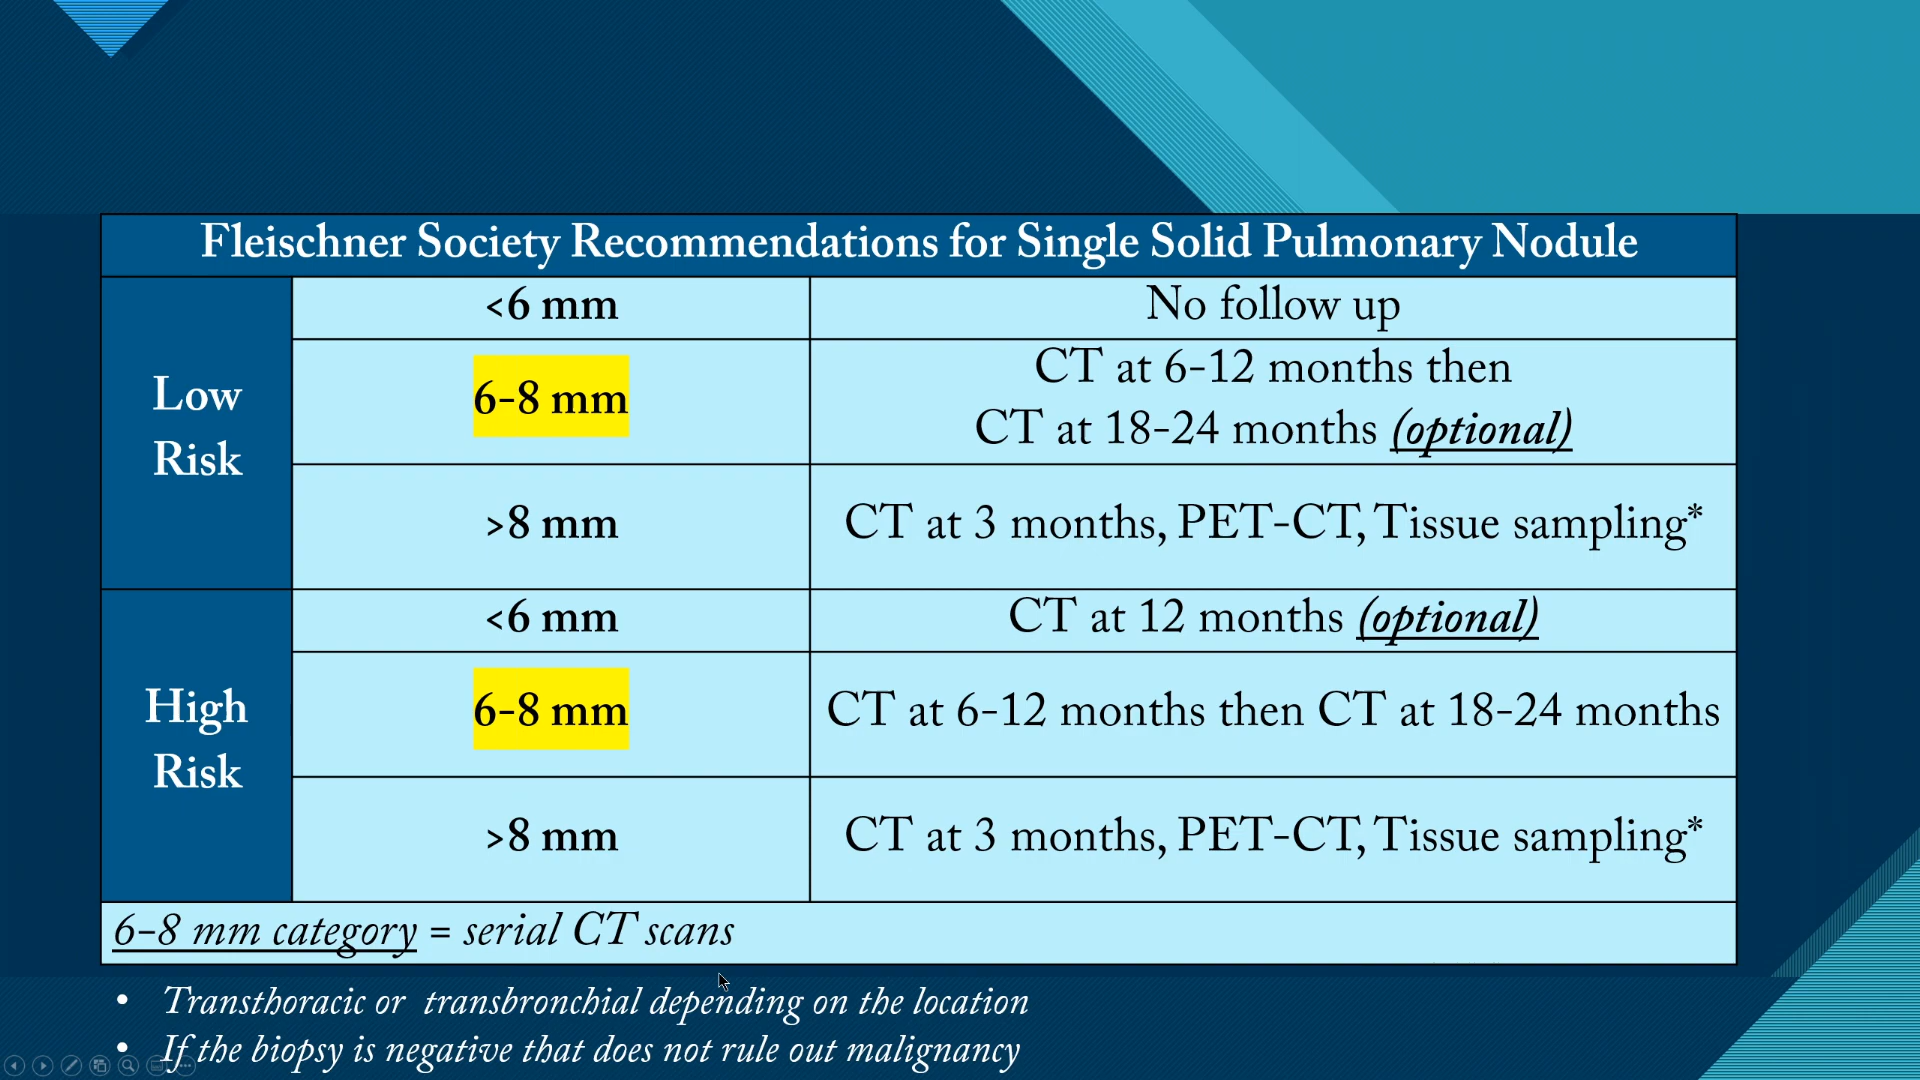 Fleischner Society Recommendations for Single Solid Pulmonary Nodule
Low
Risk
<6 mm
No follow up
6-8 mm
CT at 6-12 months then
CT at 18-24 months (optional)
>8 mm
CT at 3 months, PET-CT, Tissue sampling*
High
Risk
<6 mm
CT at 12 months (optional)
6-8 mm
CT at 6-12 months then CT at 18-24 months
>8 mm
CT at 3 months, PET-CT, Tissue sampling*
6-8 mm category = serial CT scans
• Transthoracic or  transbronchial depending on the location
• If the biopsy is negative that does not rule out malignancy